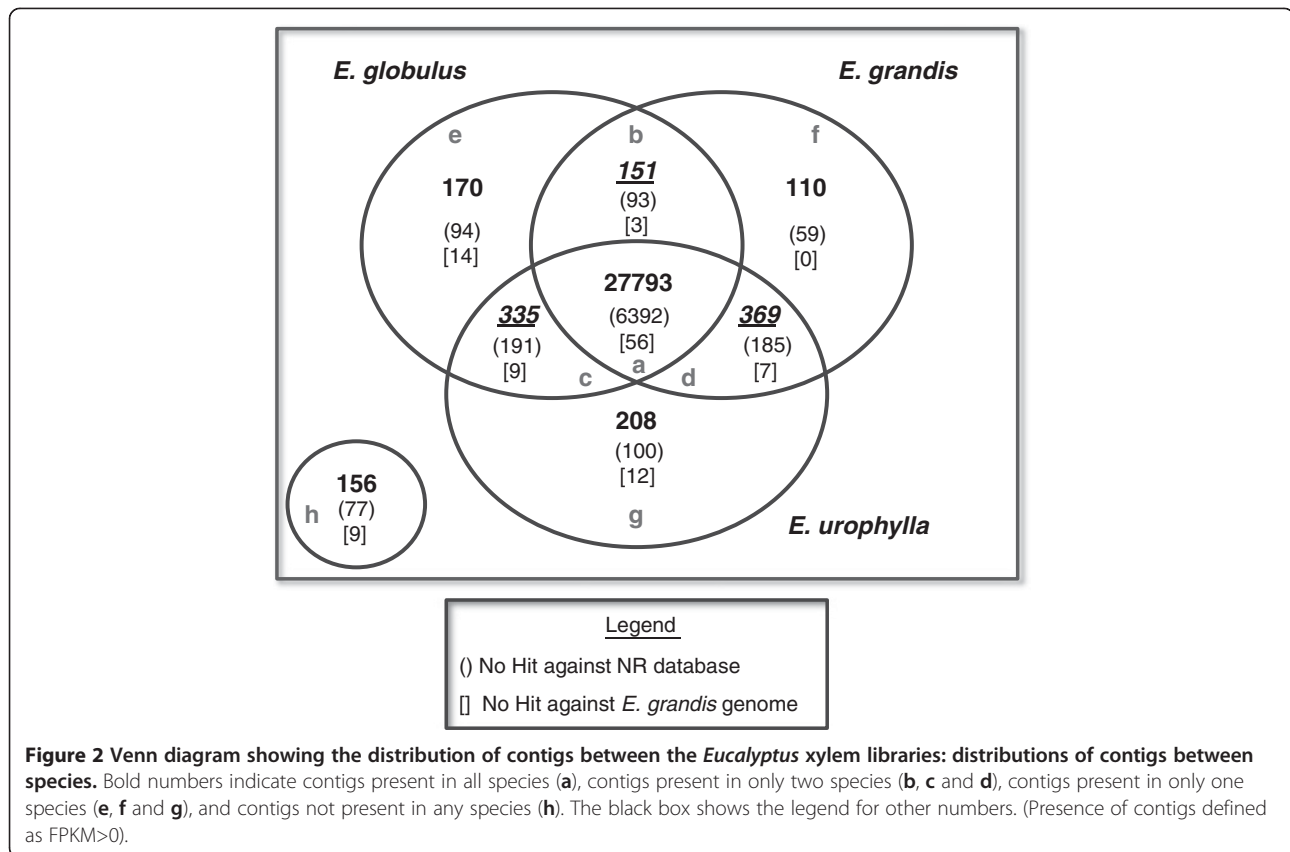 E. globulus
E. grandis
e
b
f
170
(94)
[14]
151
(93)
[3]
110
(59)
[0]
27793
(6392)
[56]
335
(191)
[9]
369
(185)
[7]
c
a
d
208
(100)
[12]
156
(77)
[9]
h
g
E. urophylla
Legend
() No Hit against NR database
[] No Hit against E. grandis genome
Figure 2 Venn diagram showing the distribution of contigs between the Eucalyptus xylem libraries: distributions of contigs between
species. Bold numbers indicate contigs present in all species (a), contigs present in only two species (b, c and d), contigs present in only one
species (e, f and g), and contigs not present in any species (h). The black box shows the legend for other numbers. (Presence of contigs defined
as FPKM>0).